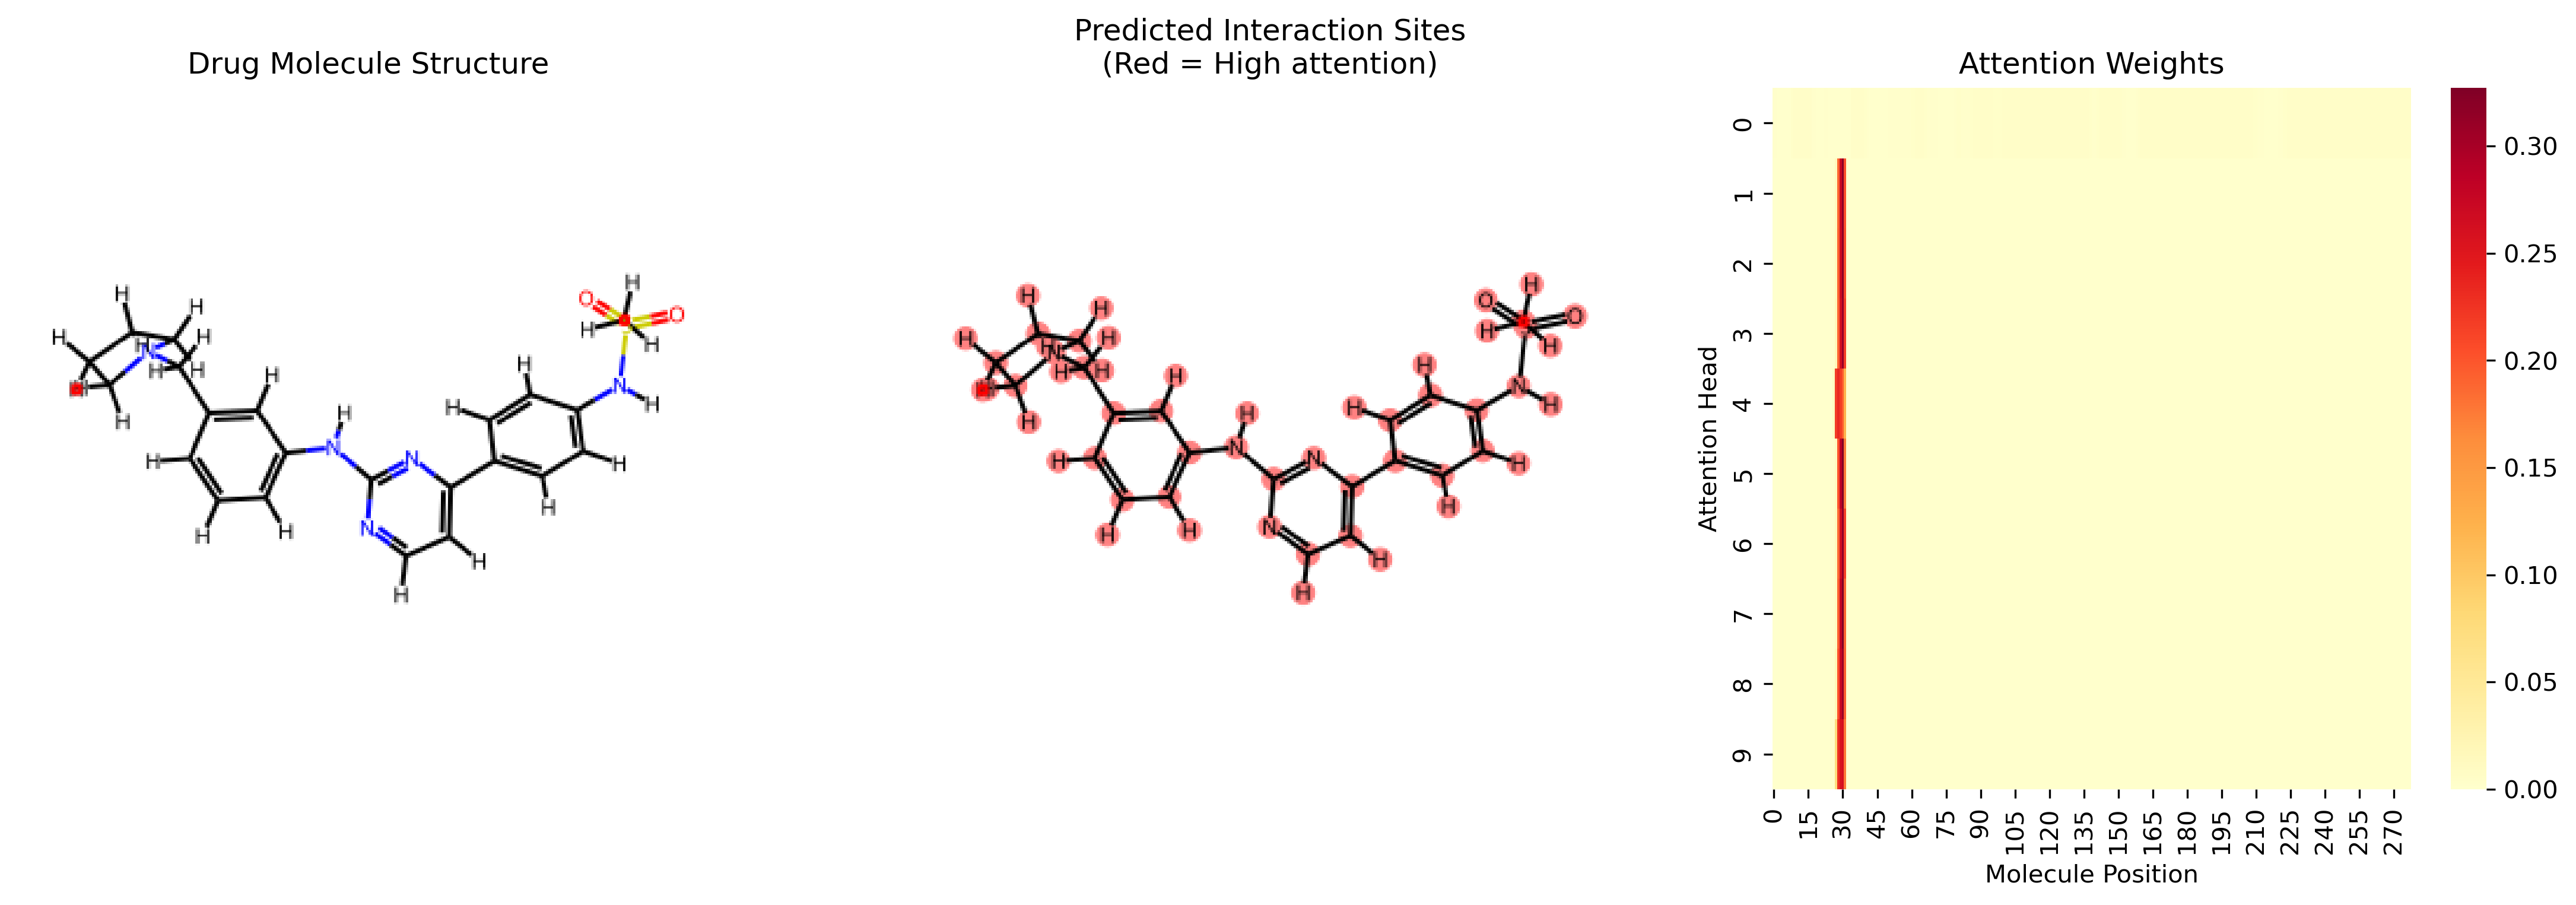 Drug Molecule Structure
H
H
H
H
N
H
H
H
H
H
H
H
H
H
N
H
N
N
H
H
H
H
H
H
N
H
O
O
H
H
H
Predicted Interaction Sites
(Red = High attention)
H
H
H
H
H
N
H
H
H
H
H
H
H
H
N
H
N
N
H
H
H
H
H
H
N
H
O
O
H
H
H
Attention Weights
Attention Head
0
1
2
3
4
5
6
7
8
9
0
15
30
45
60
75
90
105
120
135
150
165
180
195
210
225
240
255
270
Molecule Position
0.30
0.25
0.20
0.15
0.10
0.05
0.00